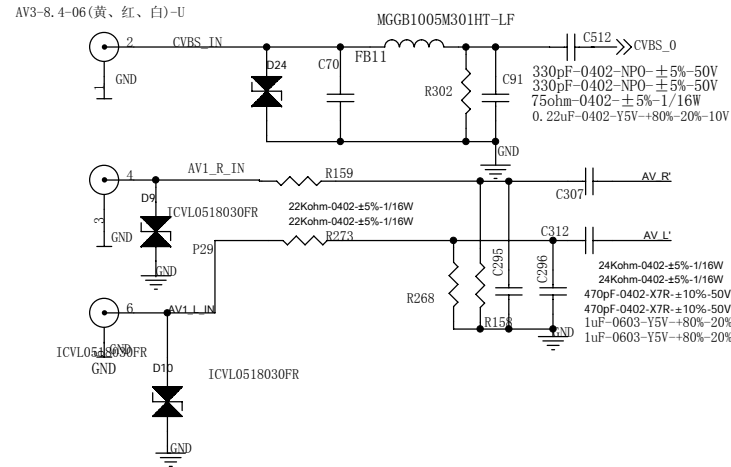 AV3-8.4-06(黄、红、白)-U
MGGB1005M301HT-LF
2
CVBS_IN
C512
CVBS_0
D24
C70
FB11
1
GND
R302
C91
330pF-0402-NPO-±5%-50V
330pF-0402-NPO-±5%-50V
75ohm-0402-±5%-1/16W
0.22uF-0402-Y5V-+80%-20%-10V
GND
4
AV1_R_IN
R159
AV_R'
C307
D9
ICVL0518030FR
22Kohm-0402-±5%-1/16W
22Kohm-0402-±5%-1/16W
3
GND
P29
R273
C312
AV_L'
GND
C295
C296
24Kohm-0402-±5%-1/16W
24Kohm-0402-±5%-1/16W
R268
470pF-0402-X7R-±10%-50V
470pF-0402-X7R-±10%-50V
6
AV1_L_IN
R158
1uF-0603-Y5V-+80%-20%
GND
1uF-0603-Y5V-+80%-20%
ICVL0518030FR
GND
GND
D10
ICVL0518030FR
GND